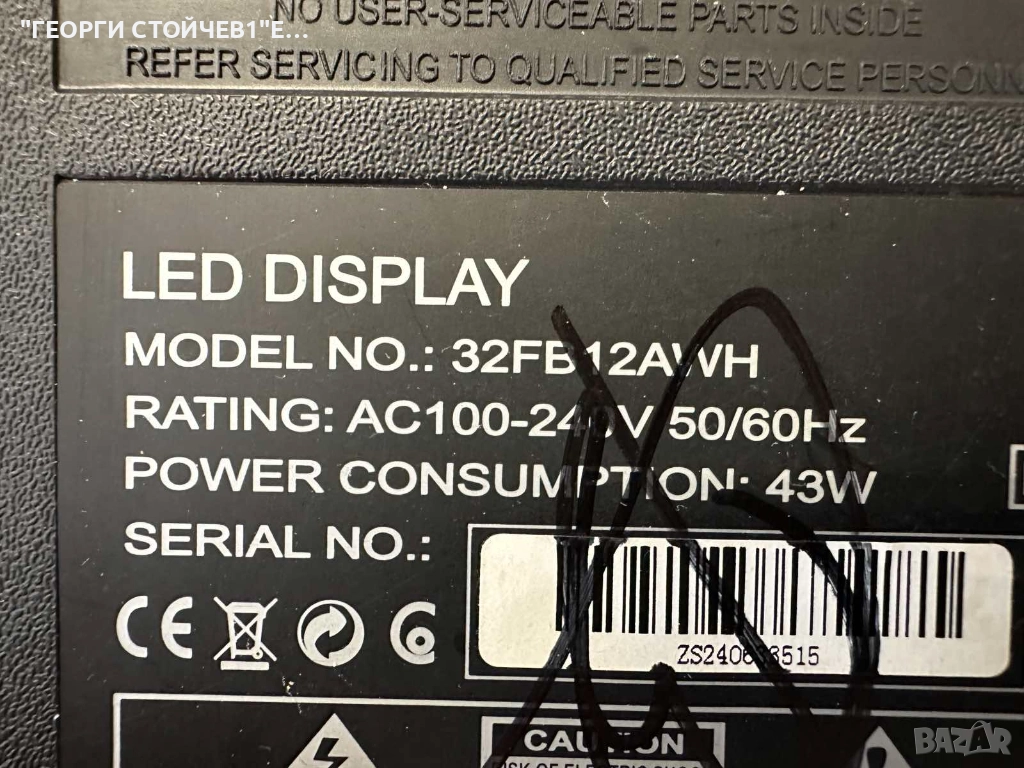 "ГЕОРГИ СТОЙЧЕВ1"Е...
NO USER-SERVICEABLE PARTS INSIDE
REFER SERVICING TO QUALIFIED SERVICE
LED DISPLAY
MODEL NO.: 32FB12AWH
RATING: AC100-240V 50/60Hz
POWER CONSUMPTION: 43W
SERIAL NO.:
CE
CAUTION
BAZAR